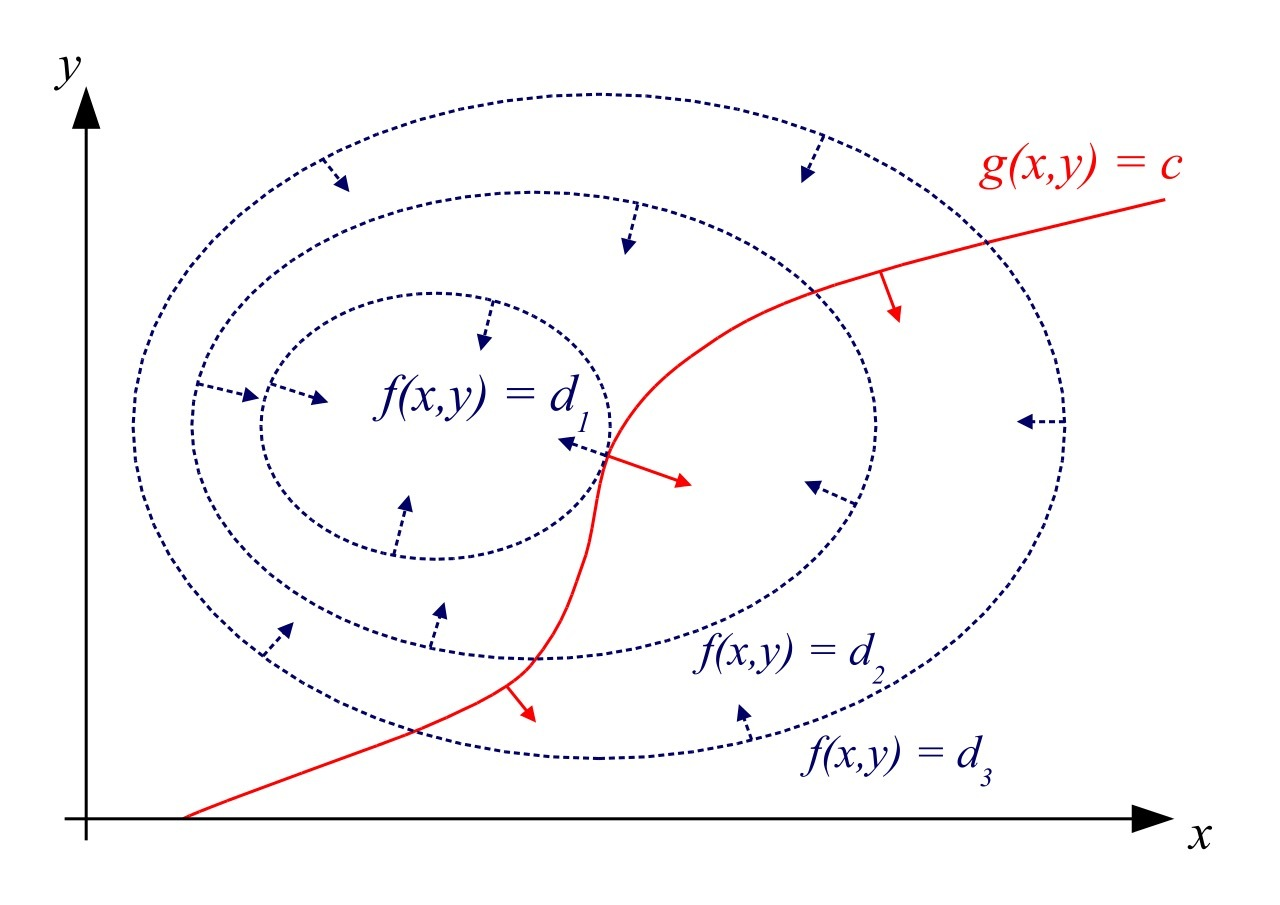 y
g(x,y) = c
f(x,y) = d₁
f(x,y) = d₂
f(x,y) = d₃
x